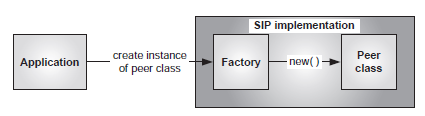 SIP implementation
Application
create instance
of peer class
Factory
new( )
Peer
class